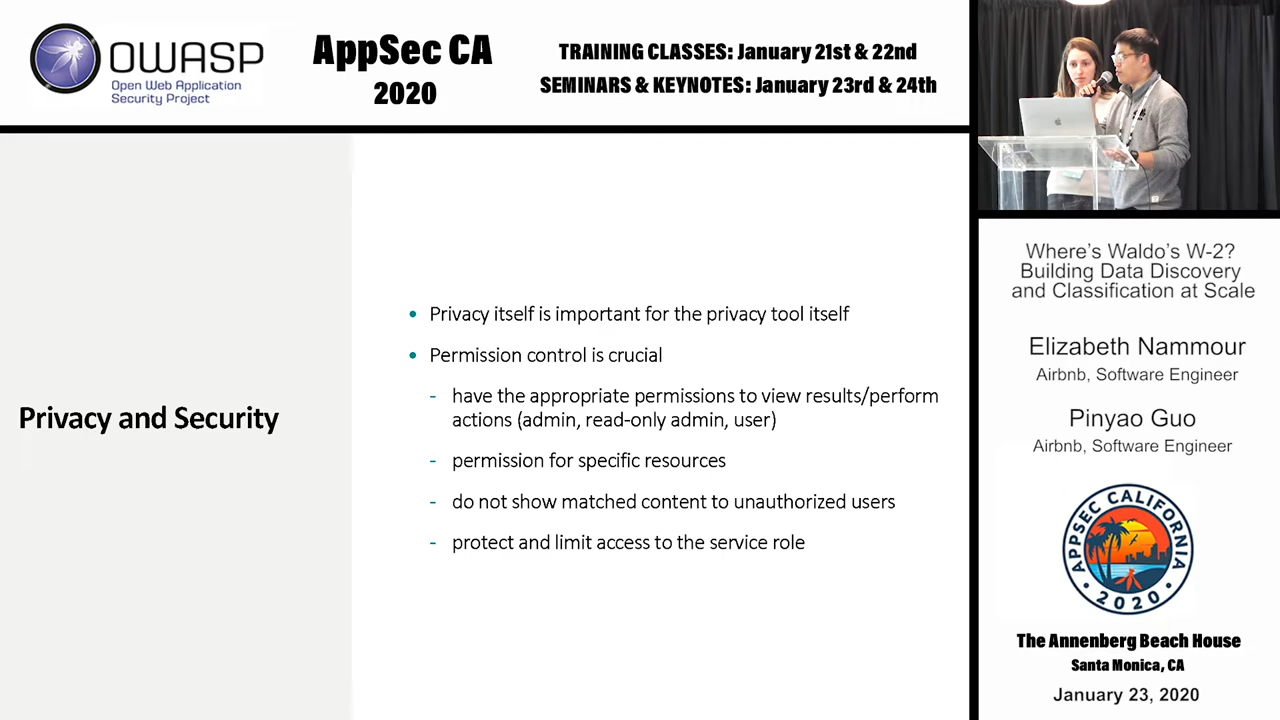 OWASP
Open Web Application
Security Project
AppSec CA
2020
TRAINING CLASSES: January 21st & 22nd
SEMINARS & KEYNOTES: January 23rd & 24th
Privacy and Security
• Privacy itself is important for the privacy tool itself
• Permission control is crucial
- have the appropriate permissions to view results/perform
actions (admin, read-only admin, user)
- permission for specific resources
- do not show matched content to unauthorized users
- protect and limit access to the service role
Where's Waldo's W-2?
Building Data Discovery
and Classification at Scale
Elizabeth Nammour
Airbnb, Software Engineer
Pinyao Guo
Airbnb, Software Engineer
APPSEC CALIFORNIA
• 2020 •
The Annenberg Beach House
Santa Monica, CA
January 23, 2020